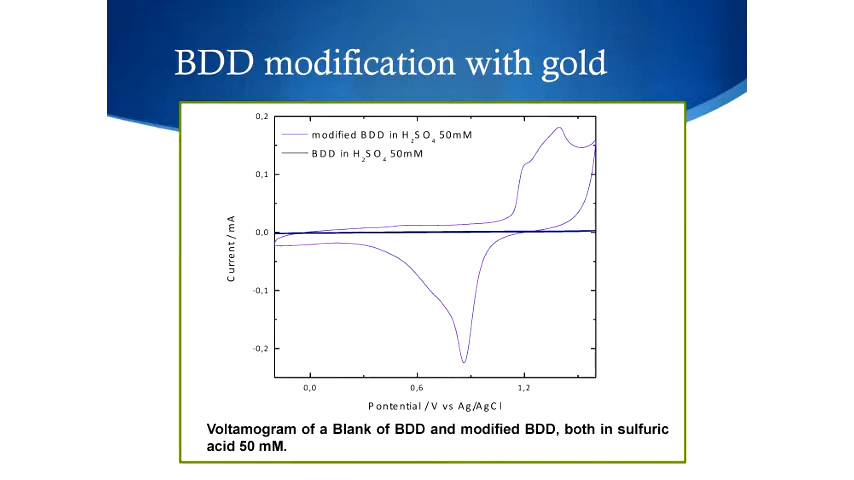 BDD modification with gold
0,2
modified BDD in H2SO4 50mM
BDD in H2SO4 50mM
0,1
0,0
-0,1
-0,2
Current / mA
0,0 0,6 1,2
Pontential / V vs Ag/AgCl
Voltamogram of a Blank of BDD and modified BDD, both in sulfuric
acid 50 mM.